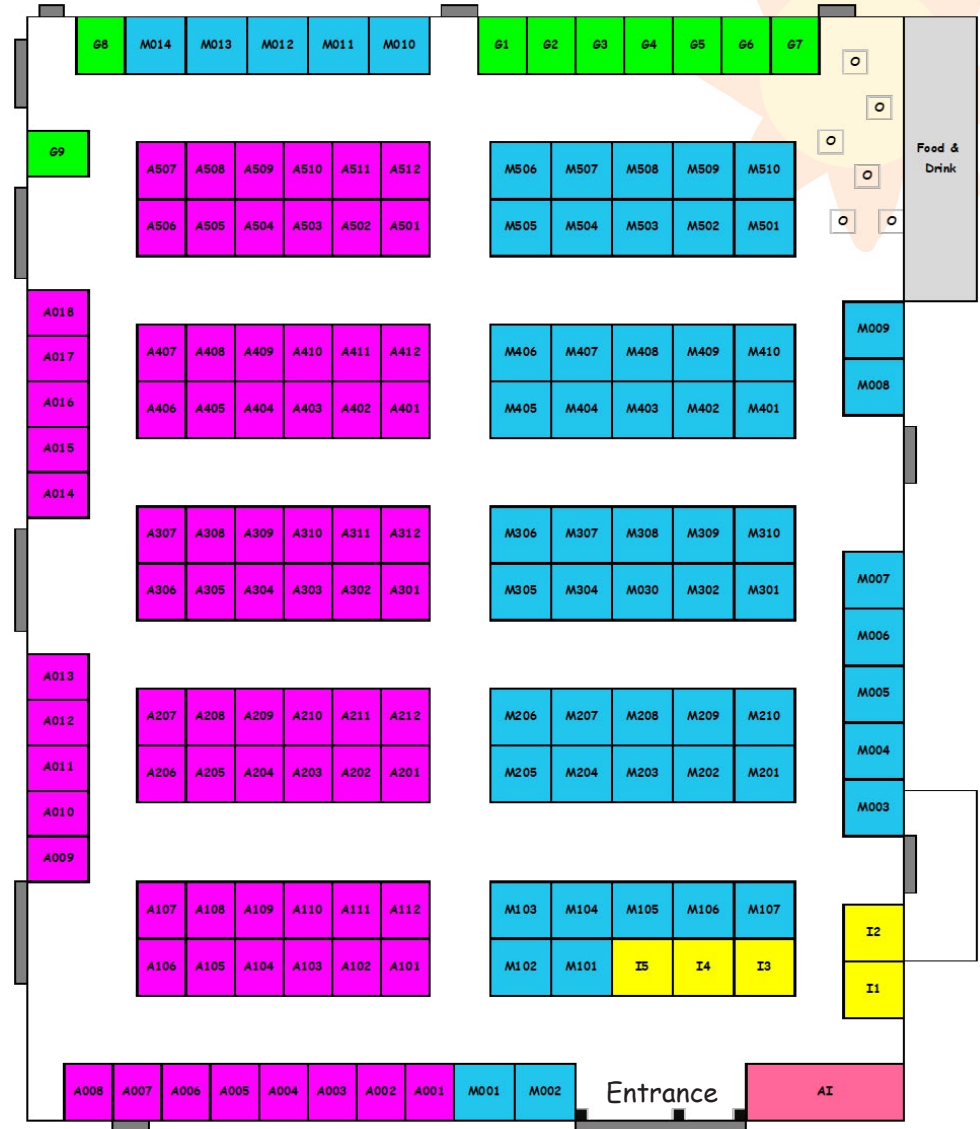 G8 M014 M013 M012 M011 M010 G1 G2 G3 G4 G5 G6 G7
O
O
O
G9
Food &
Drink
A507 A508 A509 A510 A511 A512 M506 M507 M508 M509 M510
O
A506 A505 A504 A503 A502 A501 M505 M504 M503 M502 M501
O O
A018
M009
A407 A408 A409 A410 A411 A412 M406 M407 M408 M409 M410
A017
M008
A016
A406 A405 A404 A403 A402 A401 M405 M404 M403 M402 M401
A015
A014
A307 A308 A309 A310 A311 A312 M306 M307 M308 M309 M310
M007
A306 A305 A304 A303 A302 A301 M305 M304 M030 M302 M301
M006
A013
M005
A012
A207 A208 A209 A210 A211 A212 M206 M207 M208 M209 M210
M004
A011
A206 A205 A204 A203 A202 A201 M205 M204 M203 M202 M201
M003
A010
A009
A107 A108 A109 A110 A111 A112 M103 M104 M105 M106 M107
I2
A106 A105 A104 A103 A102 A101 M102 M101 I5 I4 I3
I1
A008 A007 A006 A005 A004 A003 A002 A001 M001 M002 Entrance AI